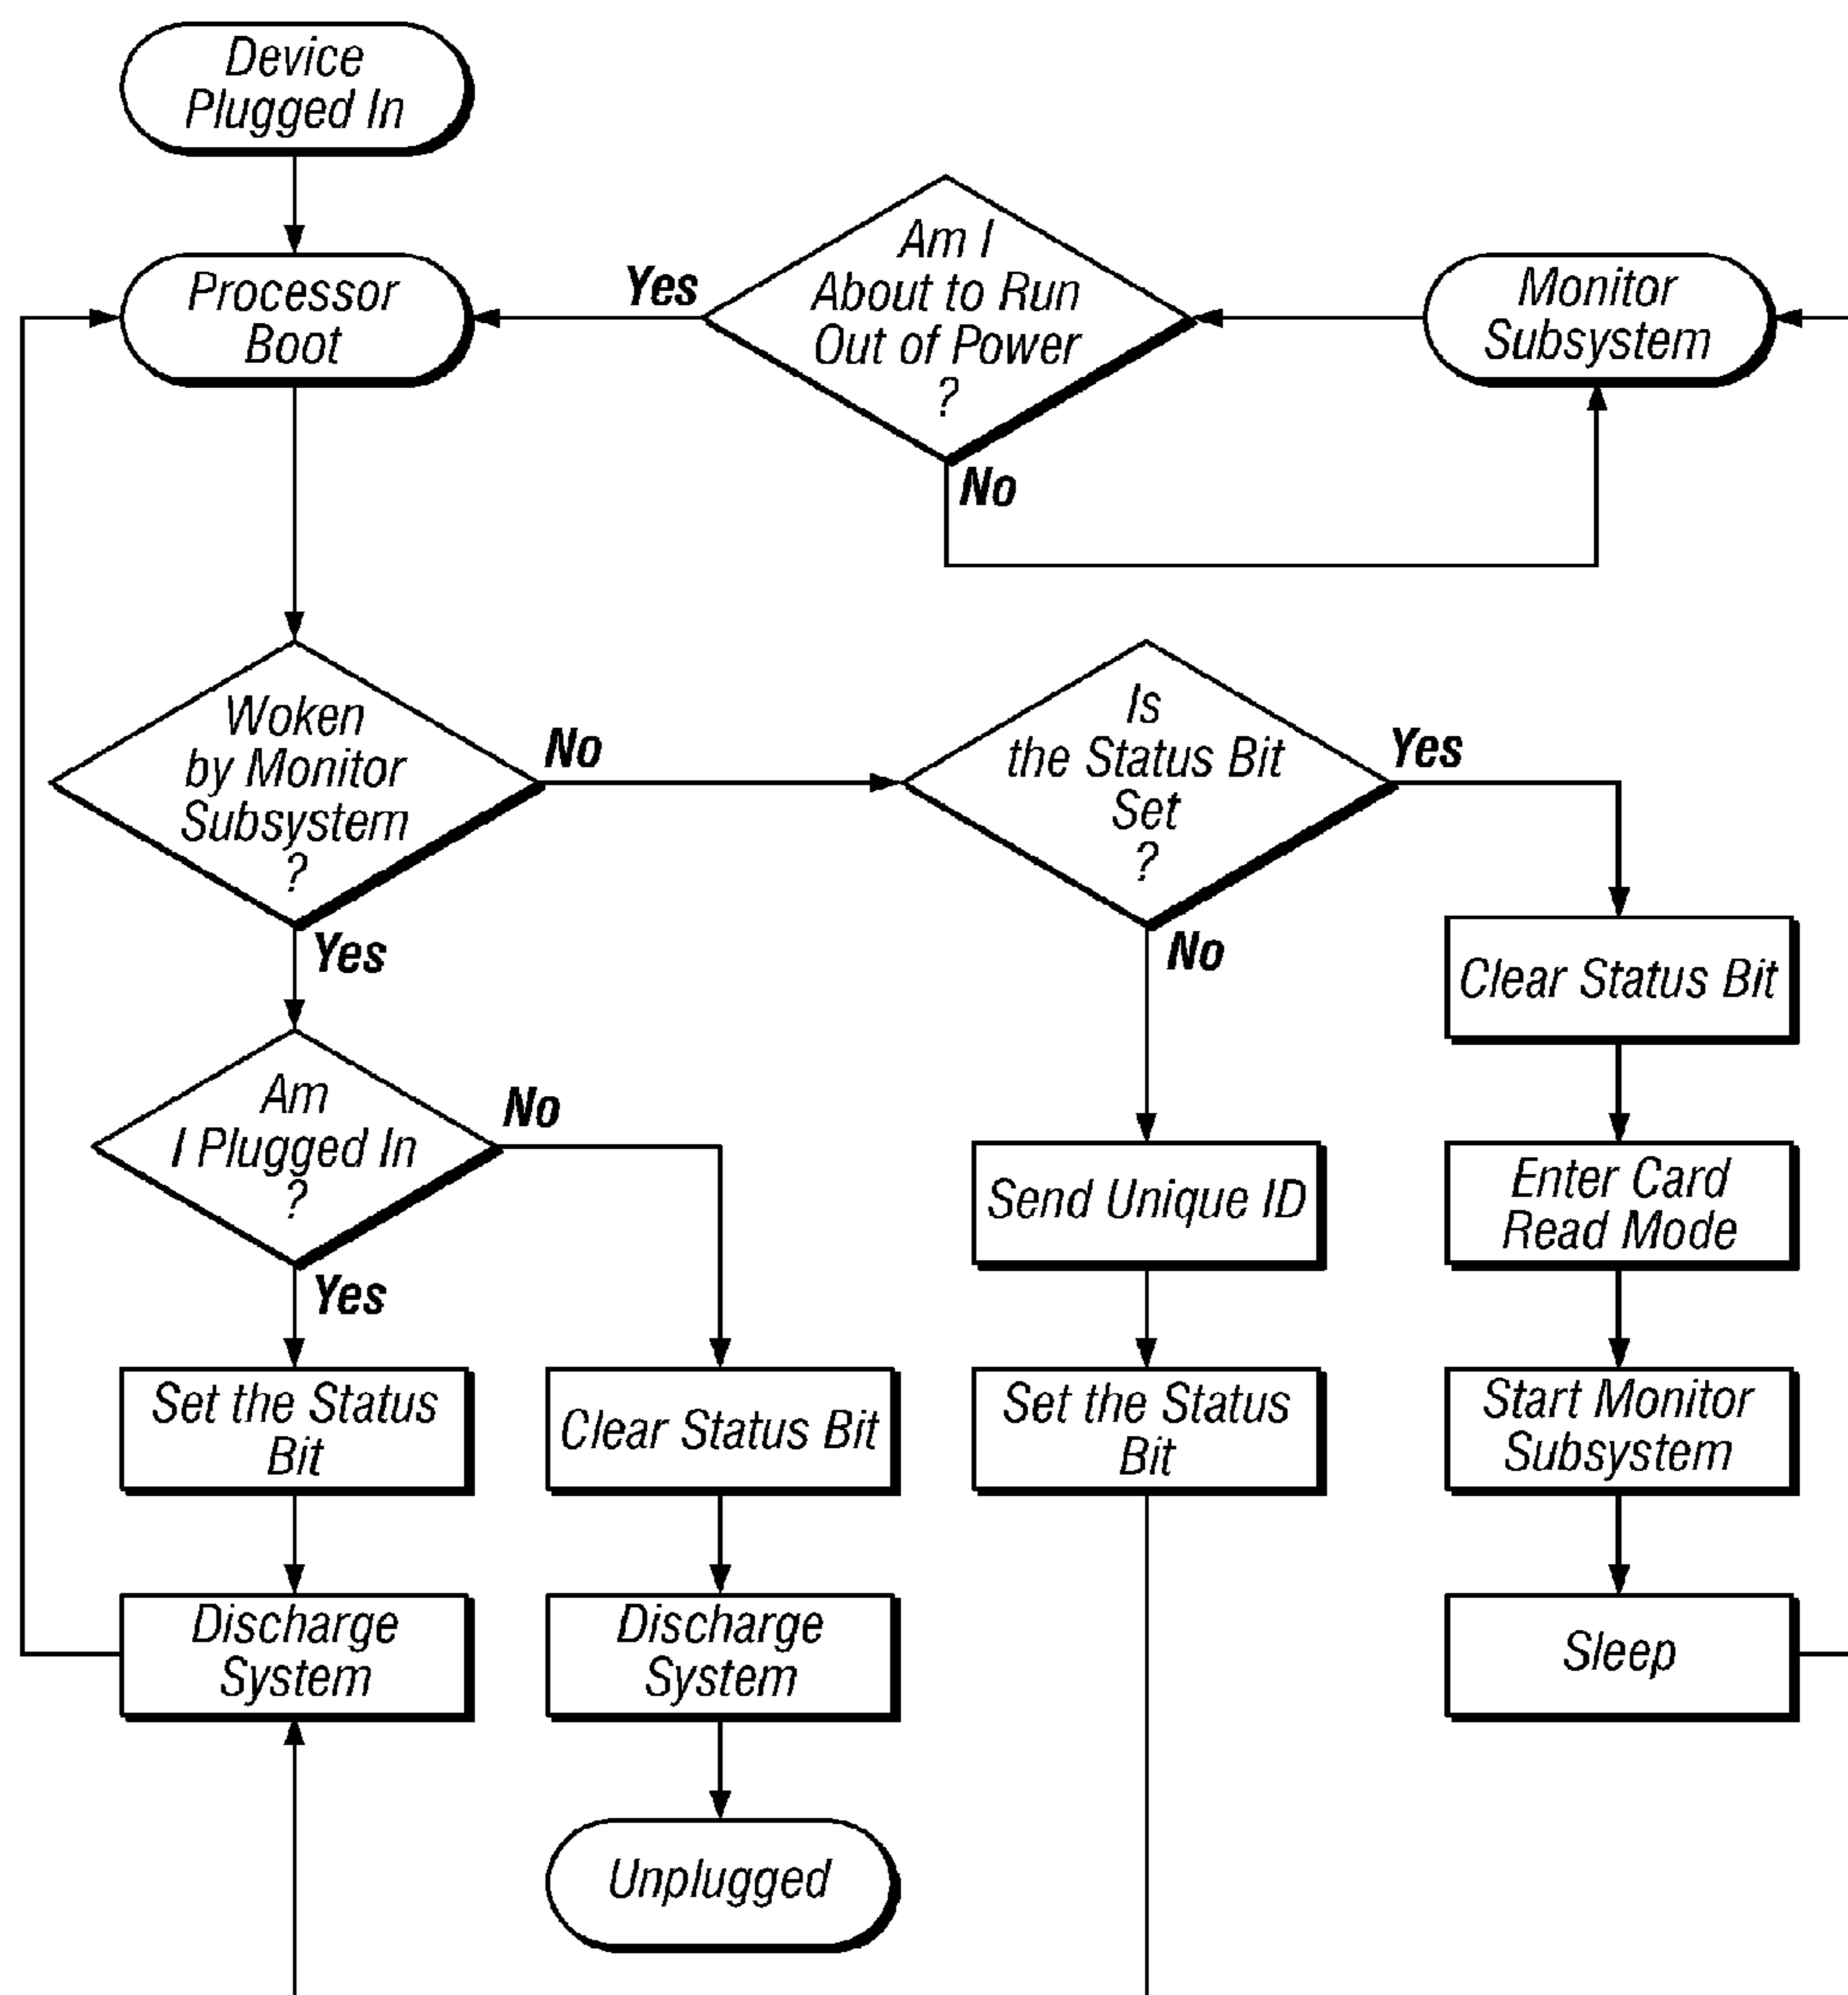 Device
Plugged In
Processor
Boot
Yes
Am I
About to Run
Out of Power
?
No
Monitor
Subsystem
Woken
by Monitor
Subsystem
?
No
Yes
Is
the Status Bit
Set
?
Yes
No
Clear Status Bit
Am
I Plugged In
?
No
Yes
Send Unique ID
Enter Card
Read Mode
Set the Status
Bit
Clear Status Bit
Set the Status
Bit
Start Monitor
Subsystem
Discharge
System
Discharge
System
Sleep
Unplugged